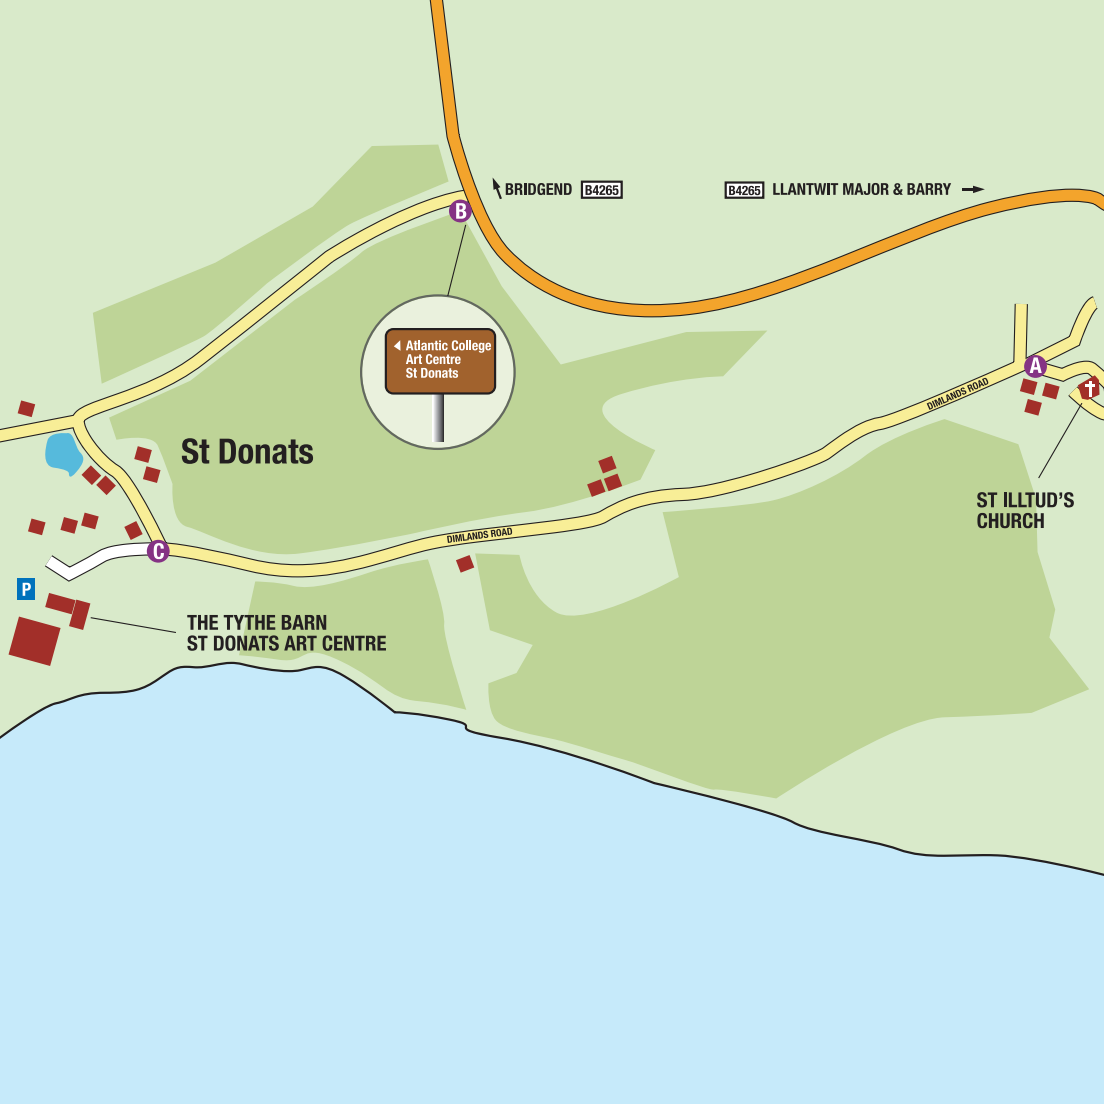 BRIDGEND B4265
B4265 LLANTWIT MAJOR & BARRY
B
Atlantic College
Art Centre
St Donats
A
DIMLANDS ROAD
St Donats
ST ILLTUD'S
CHURCH
DIMLANDS ROAD
C
P
THE TYTHE BARN
ST DONATS ART CENTRE